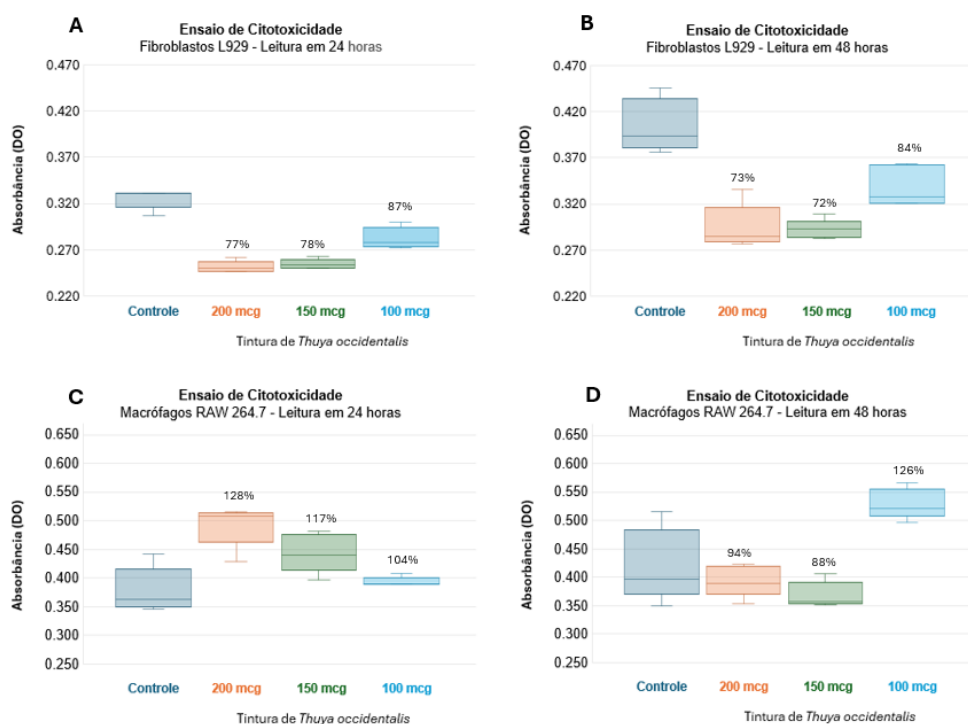 A
Ensaio de Citotoxicidade
Fibroblastos L929 - Leitura em 24 horas
Absorbância (DO)
0.470
0.420
0.370
0.320
0.270
0.220
77%
78%
87%
Controle
200 mcg
150 mcg
100 mcg
Tintura de Thuya occidentalis
B
Ensaio de Citotoxicidade
Fibroblastos L929 - Leitura em 48 horas
Absorbância (DO)
0.470
0.420
0.370
0.320
0.270
0.220
73%
72%
84%
Controle
200 mcg
150 mcg
100 mcg
Tintura de Thuya occidentalis
C
Ensaio de Citotoxicidade
Macrófagos RAW 264.7 - Leitura em 24 horas
Absorbância (DO)
0.650
0.600
0.550
0.500
0.450
0.400
0.350
0.300
0.250
128%
117%
104%
Controle
200 mcg
150 mcg
100 mcg
Tintura de Thuya occidentalis
D
Ensaio de Citotoxicidade
Macrófagos RAW 264.7 - Leitura em 48 horas
Absorbância (DO)
0.650
0.600
0.550
0.500
0.450
0.400
0.350
0.300
0.250
94%
88%
126%
Controle
200 mcg
150 mcg
100 mcg
Tintura de Thuya occidentalis